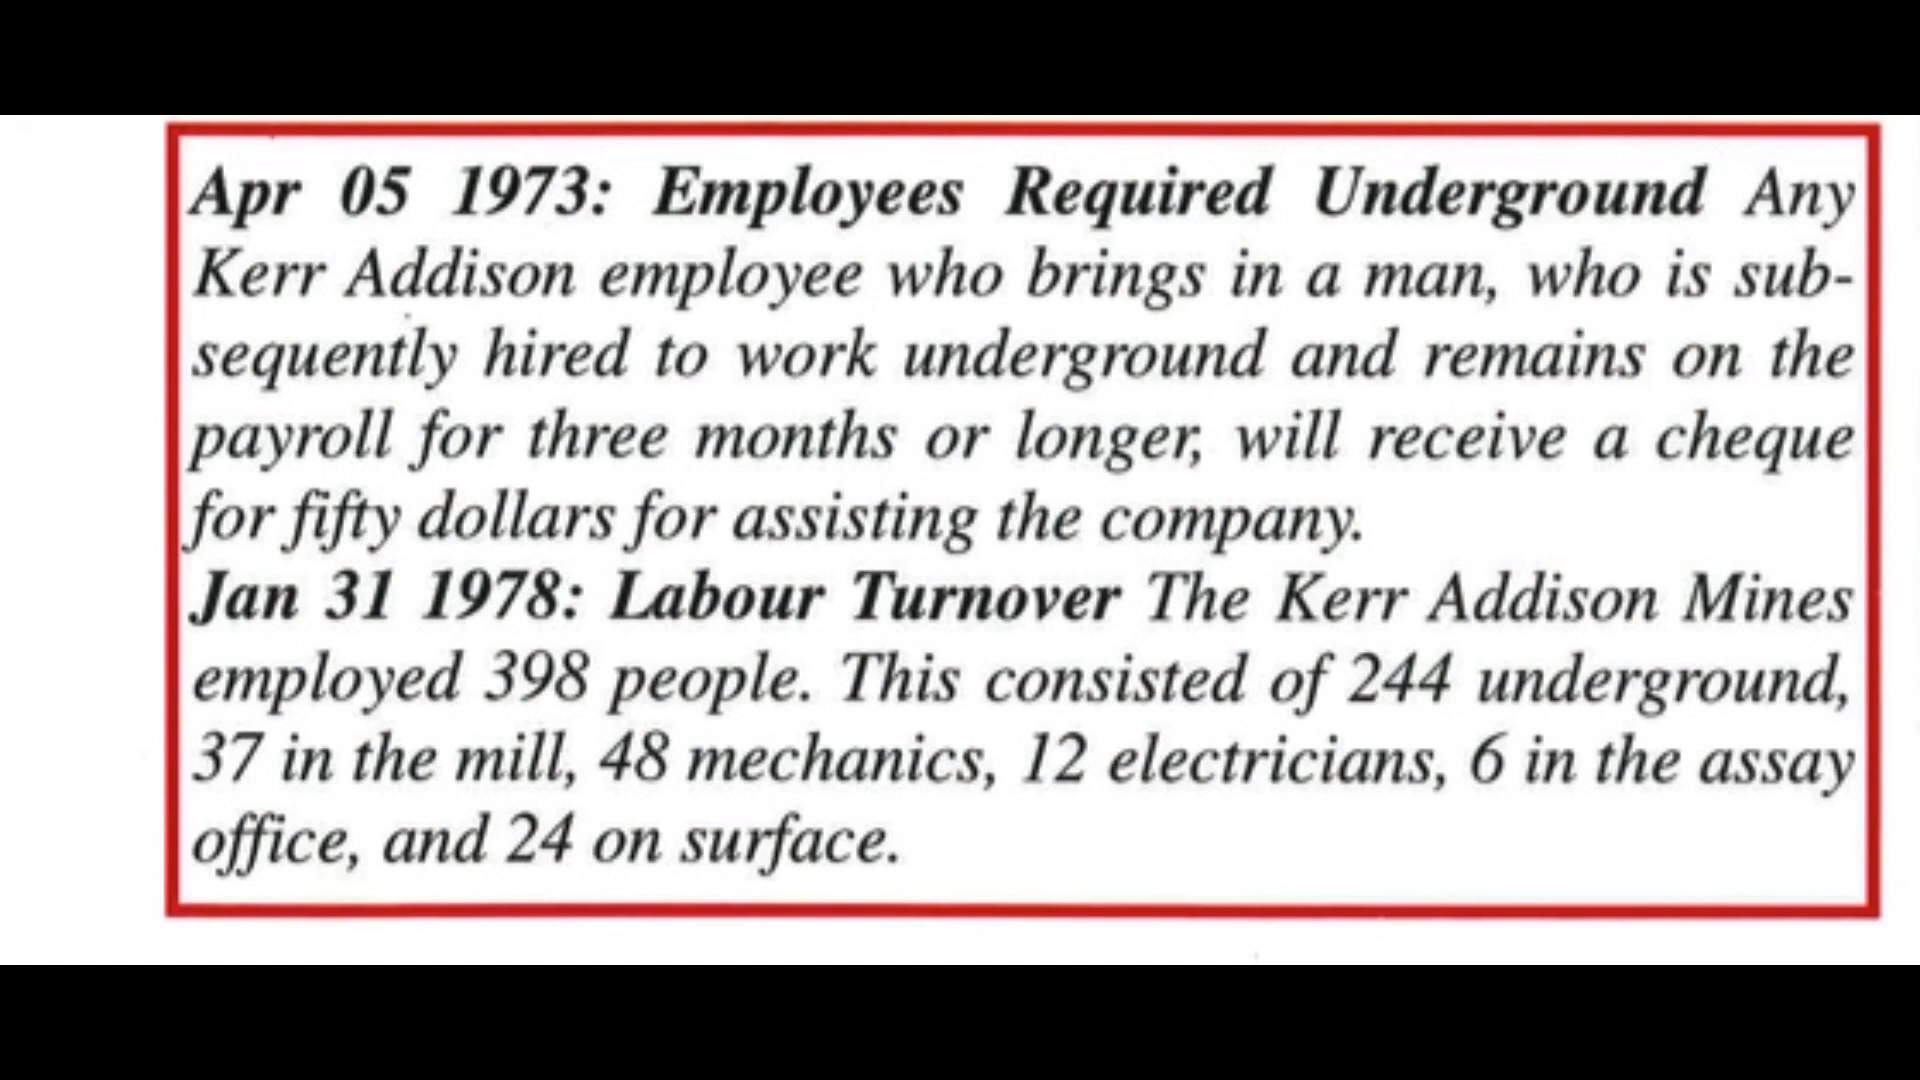 Apr 05 1973: Employees Required Underground Any
Kerr Addison employee who brings in a man, who is sub-
sequently hired to work underground and remains on the
payroll for three months or longer, will receive a cheque
for fifty dollars for assisting the company.
Jan 31 1978: Labour Turnover The Kerr Addison Mines
employed 398 people. This consisted of 244 underground,
37 in the mill, 48 mechanics, 12 electricians, 6 in the assay
office, and 24 on surface.